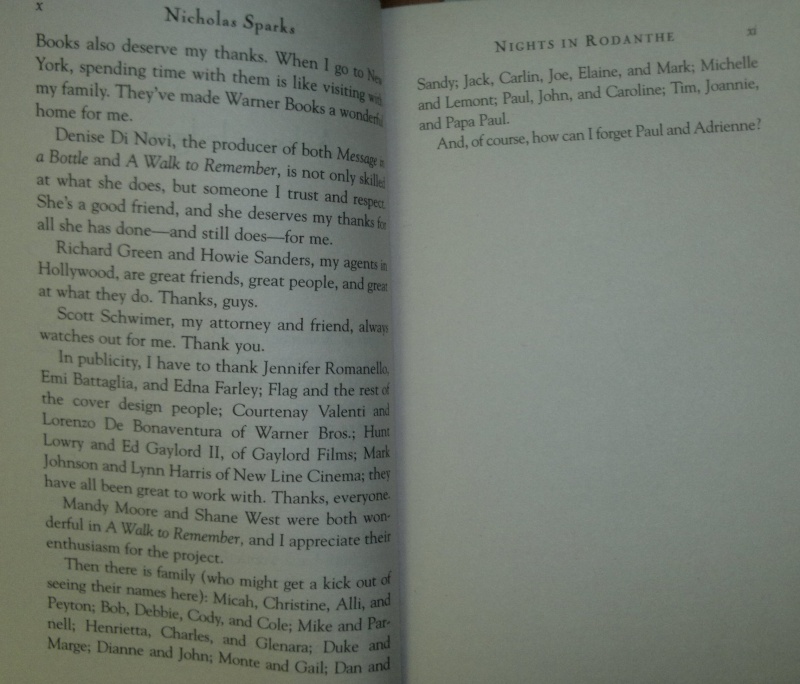 x
Nicholas Sparks
Books also deserve my thanks. When I go to New
York, spending time with them is like visiting with
my family. They've made Warner Books a wonderful
home for me.
Denise Di Novi, the producer of both Message in
a Bottle and A Walk to Remember, is not only skilled
at what she does, but someone I trust and respect.
She's a good friend, and she deserves my thanks for
all she has done—and still does—for me.
Richard Green and Howie Sanders, my agents in
Hollywood, are great friends, great people, and great
at what they do. Thanks, guys.
Scott Schwimer, my attorney and friend, always
watches out for me. Thank you.
In publicity, I have to thank Jennifer Romanello,
Emi Battaglia, and Edna Farley; Flag and the rest of
the cover design people; Courtenay Valenti and
Lorenzo De Bonaventura of Warner Bros.; Hunt
Lowry and Ed Gaylord II, of Gaylord Films; Mark
Johnson and Lynn Harris of New Line Cinema; they
have all been great to work with. Thanks, everyone.
Mandy Moore and Shane West were both won-
derful in A Walk to Remember, and I appreciate their
enthusiasm for the project.
Then there is family (who might get a kick out of
seeing their names here): Micah, Christine, Alli, and
Peyton; Bob, Debbie, Cody, and Cole; Mike and Par-
nell; Henrietta, Charles, and Glenara; Duke and
Marge; Dianne and John; Monte and Gail; Dan and
Nights in Rodanthe
xi
Sandy; Jack, Carlin, Joe, Elaine, and Mark; Michelle
and Lemont; Paul, John, and Caroline; Tim, Joannie,
and Papa Paul.
And, of course, how can I forget Paul and Adrienne?